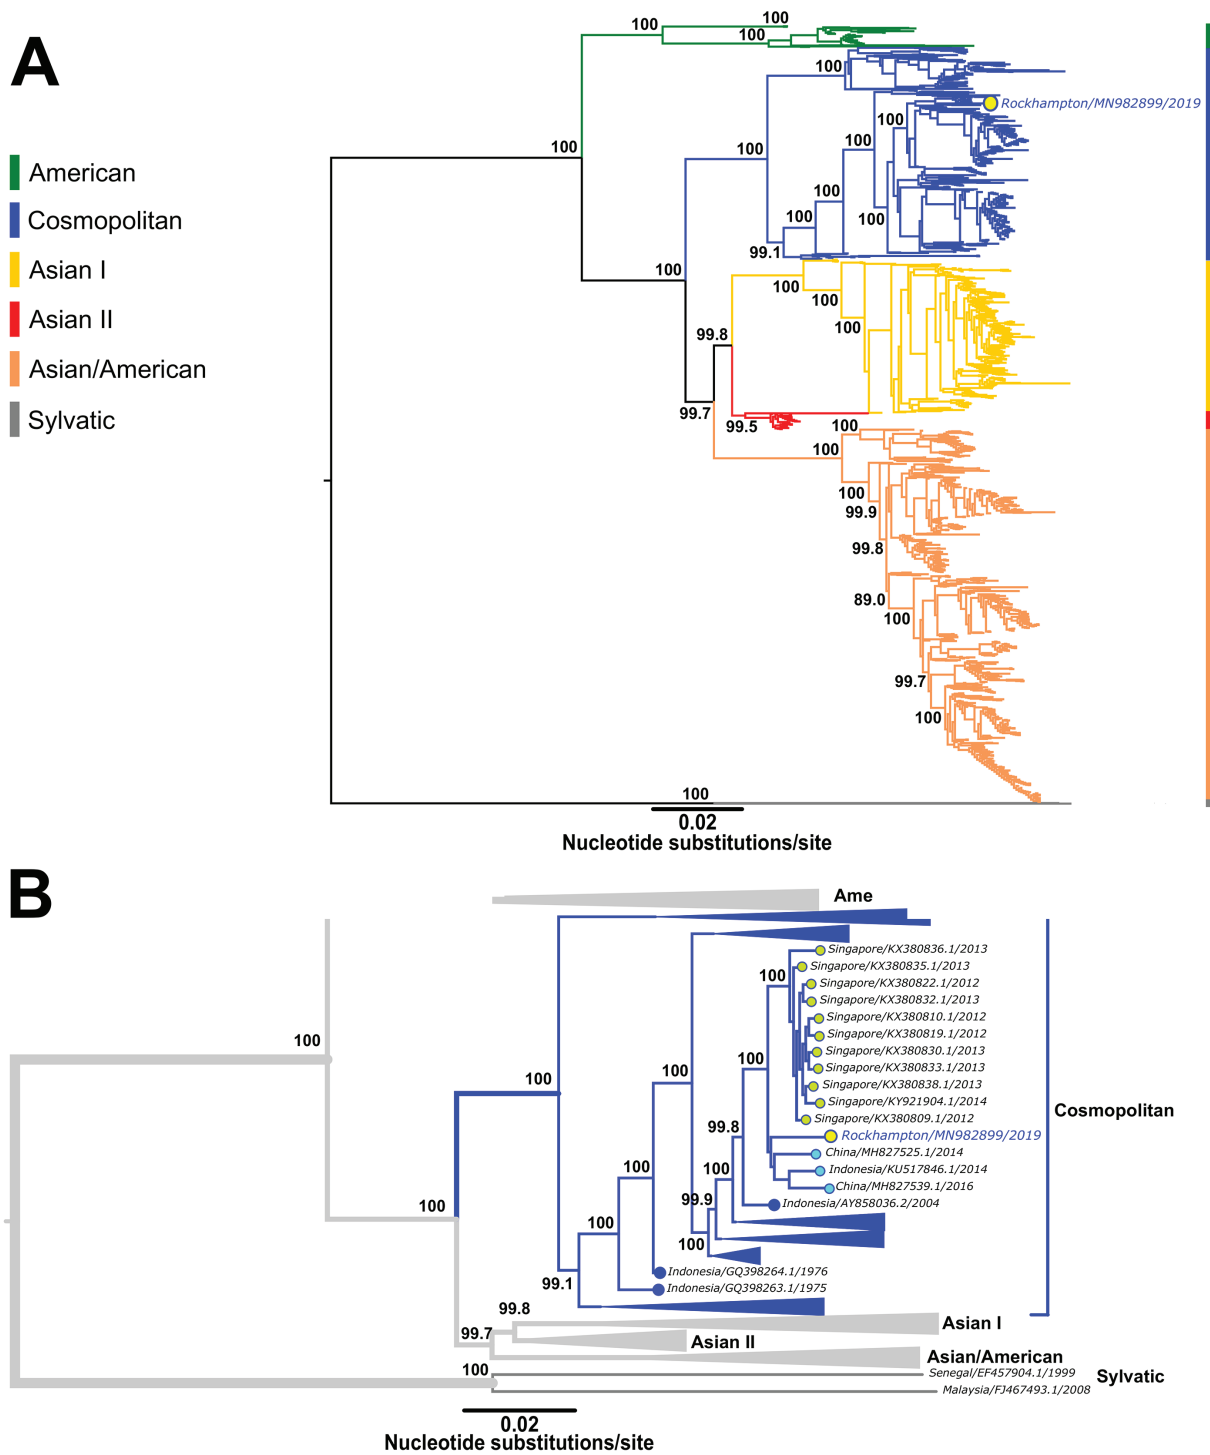 A
American
Cosmopolitan
Asian I
Asian II
Asian/American
Sylvatic
100
100
100
100
100
Rockhampton/MN982899/2019
100
100
100
100
100
100
99.1
100
100
100
100
99.8
99.7
99.5
100
100
100
99.9
99.8
89.0
100
99.7
100
100
0.02
Nucleotide substitutions/site
B
Ame
Singapore/KX380836.1/2013
Singapore/KX380835.1/2013
100
Singapore/KX380822.1/2012
Singapore/KX380832.1/2013
Singapore/KX380810.1/2012
Singapore/KX380819.1/2012
100
Singapore/KX380830.1/2013
100
Singapore/KX380833.1/2013
100
100
Singapore/KX380838.1/2013
Singapore/KY921904.1/2014
Cosmopolitan
Singapore/KX380809.1/2012
99.8
Rockhampton/MN982899/2019
China/MH827525.1/2014
100
100
Indonesia/KU517846.1/2014
China/MH827539.1/2016
99.9
Indonesia/AY858036.2/2004
100
100
100
Indonesia/GQ398264.1/1976
99.1
Indonesia/GQ398263.1/1975
99.8
Asian I
99.7
Asian II
Asian/American
100
Senegal/EF457904.1/1999
Sylvatic
Malaysia/FJ467493.1/2008
0.02
Nucleotide substitutions/site